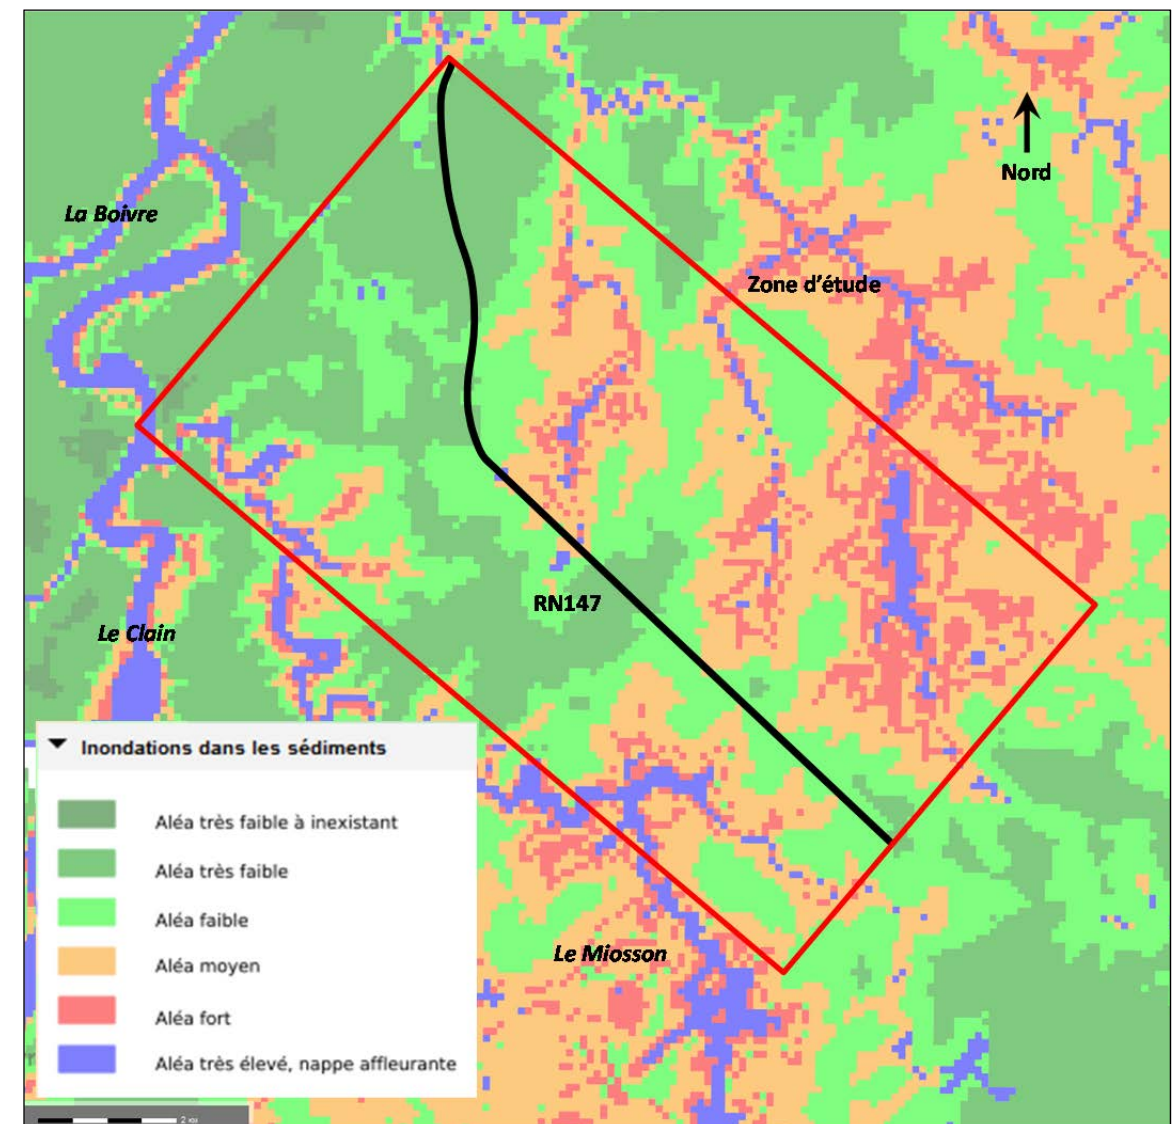 Nord
La Boivre
Zone d'étude
RN147
Le Clain
Le Miosson
Inondations dans les sédiments
Aléa très faible à inexistant
Aléa très faible
Aléa faible
Aléa moyen
Aléa fort
Aléa très élevé, nappe affleurante